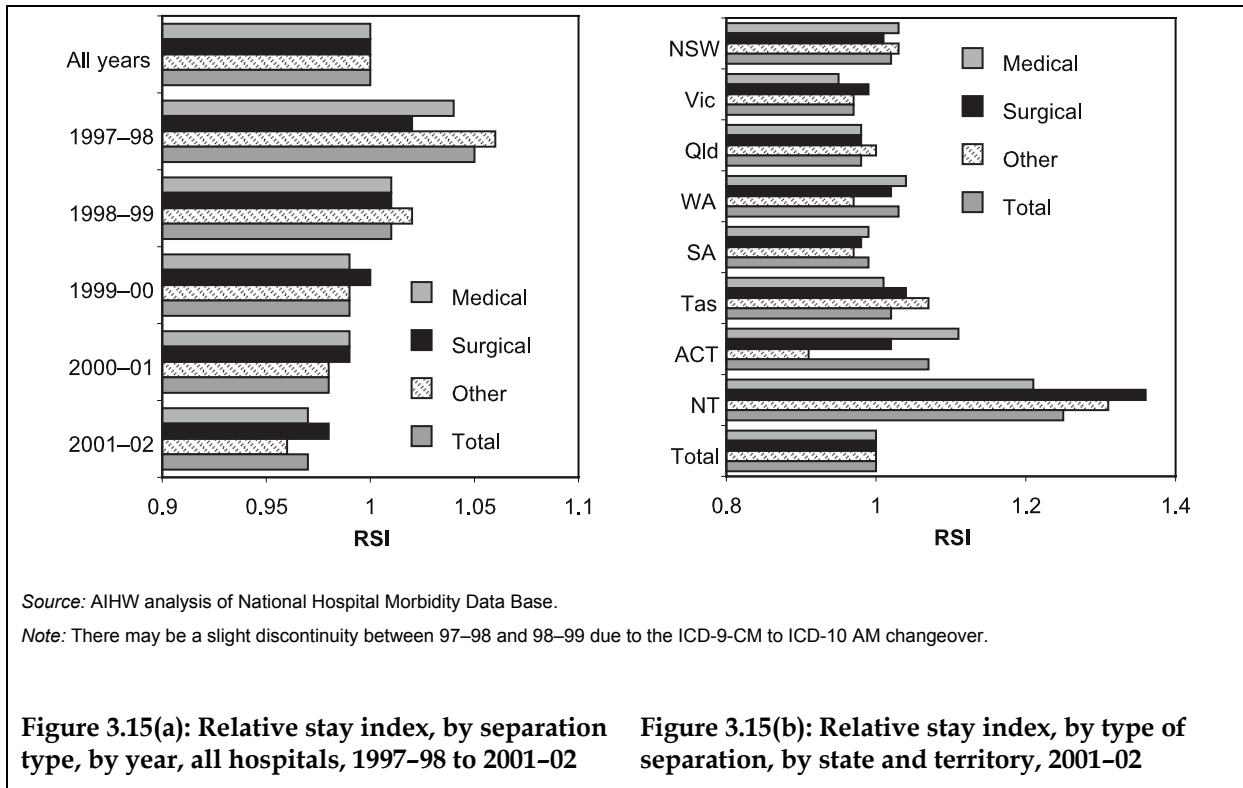 All years
1997–98
1998–99
1999–00
2000–01
2001–02
Medical
Surgical
Other
Total
0.9 0.95 1 1.05 1.1
RSI
NSW
Vic
Qld
WA
SA
Tas
ACT
NT
Total
Medical
Surgical
Other
Total
0.8 1 1.2 1.4
RSI
Source: AIHW analysis of National Hospital Morbidity Data Base.
Note: There may be a slight discontinuity between 97–98 and 98–99 due to the ICD-9-CM to ICD-10 AM changeover.
Figure 3.15(a): Relative stay index, by separation
type, by year, all hospitals, 1997–98 to 2001–02
Figure 3.15(b): Relative stay index, by type of
separation, by state and territory, 2001–02